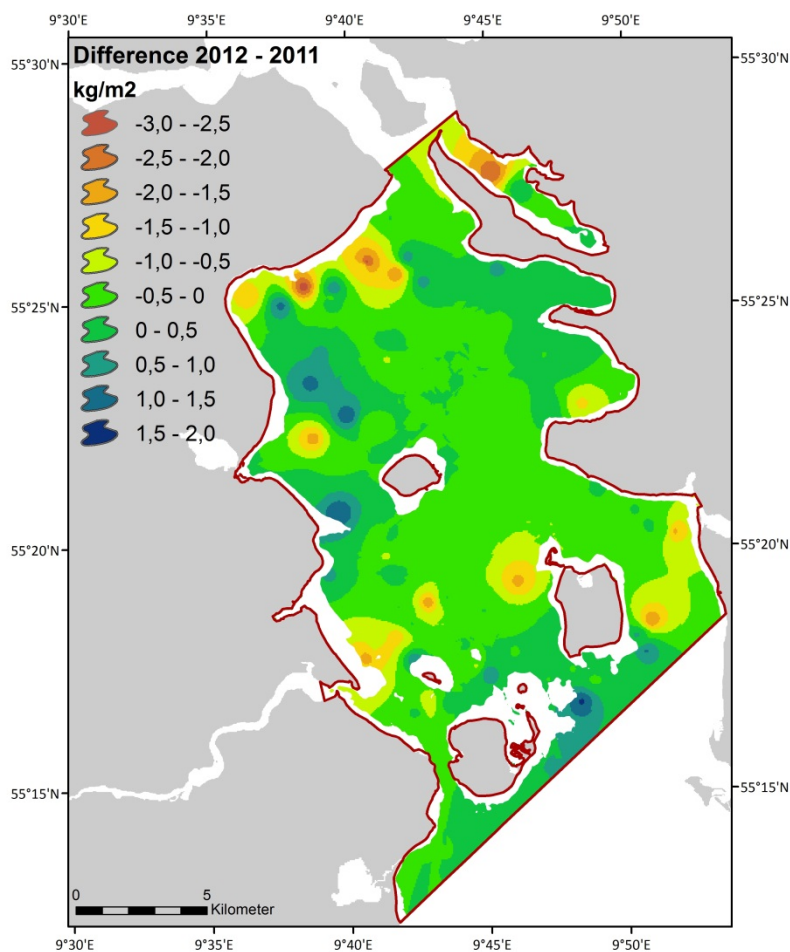 9°30'E 9°35'E 9°40'E 9°45'E 9°50'E
Difference 2012 - 2011
55°30'N 55°30'N
kg/m2
-3,0 - -2,5
-2,5 - -2,0
-2,0 - -1,5
-1,5 - -1,0
-1,0 - -0,5
-0,5 - 0
0 - 0,5
0,5 - 1,0
1,0 - 1,5
1,5 - 2,0
55°25'N 55°25'N
55°20'N 55°20'N
55°15'N 55°15'N
0 5
Kilometer
9°30'E 9°35'E 9°40'E 9°45'E 9°50'E